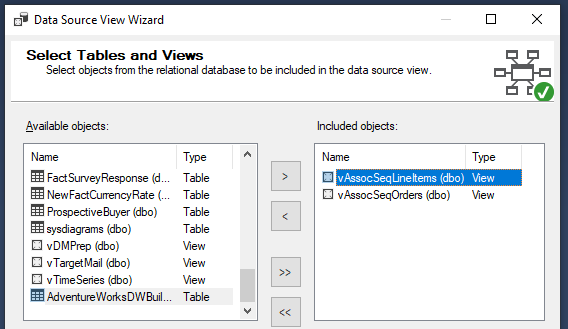 Data Source View Wizard
Select Tables and Views
Select objects from the relational database to be included in the data source view.
Available objects:
Name Type
FactSurveyResponse (d... Table
NewFactCurrencyRate (... Table
ProspectiveBuyer (dbo) Table
sysdiagrams (dbo) Table
vDMPrep (dbo) View
vTargetMail (dbo) View
vTimeSeries (dbo) View
AdventureWorksDWBuil... Table
>
<
>>
<<
Included objects:
Name Type
vAssocSeqLineItems (dbo) View
vAssocSeqOrders (dbo) View